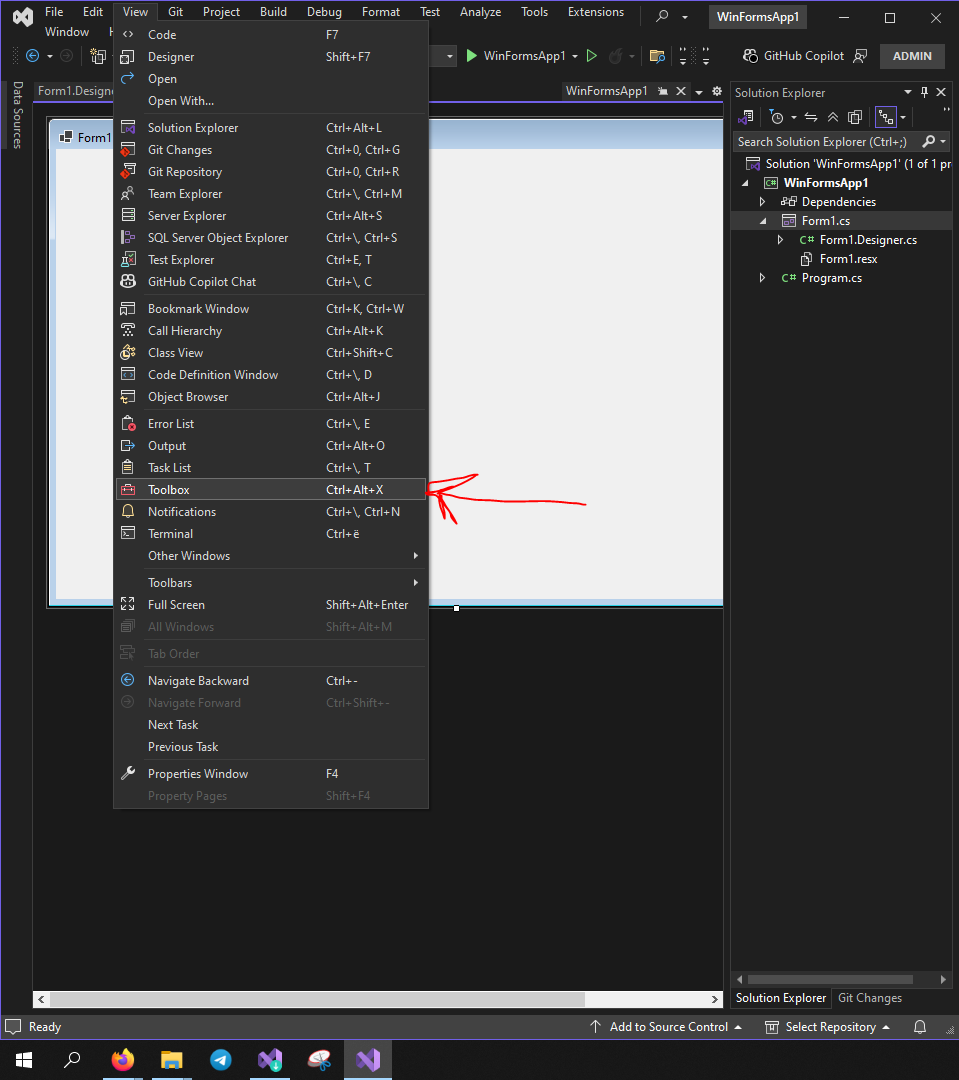 File Edit View Git Project Build Debug Format Test Analyze Tools Extensions WinFormsApp1
Window
WinFormsApp1 GitHub Copilot ADMIN
Data Sources
Form1.Design WinFormsApp1
Form1
Code F7
Designer Shift+F7
Open
Open With...
Solution Explorer Ctrl+Alt+L
Git Changes Ctrl+0, Ctrl+G
Git Repository Ctrl+0, Ctrl+R
Team Explorer Ctrl+\, Ctrl+M
Server Explorer Ctrl+Alt+S
SQL Server Object Explorer Ctrl+\, Ctrl+S
Test Explorer Ctrl+E, T
GitHub Copilot Chat Ctrl+\, C
Bookmark Window Ctrl+K, Ctrl+W
Call Hierarchy Ctrl+Alt+K
Class View Ctrl+Shift+C
Code Definition Window Ctrl+\, D
Object Browser Ctrl+Alt+J
Error List Ctrl+\, E
Output Ctrl+Alt+O
Task List Ctrl+\, T
Toolbox Ctrl+Alt+X
Notifications Ctrl+\, Ctrl+N
Terminal Ctrl+ë
Other Windows
Toolbars
Full Screen Shift+Alt+Enter
All Windows Shift+Alt+M
Tab Order
Navigate Backward Ctrl+-
Navigate Forward Ctrl+Shift+-
Next Task
Previous Task
Properties Window F4
Property Pages Shift+F4
Solution Explorer
Search Solution Explorer (Ctrl+;)
Solution 'WinFormsApp1' (1 of 1 pr
C# WinFormsApp1
Dependencies
Form1.cs
C# Form1.Designer.cs
Form1.resx
C# Program.cs
Solution Explorer Git Changes
Ready Add to Source Control Select Repository